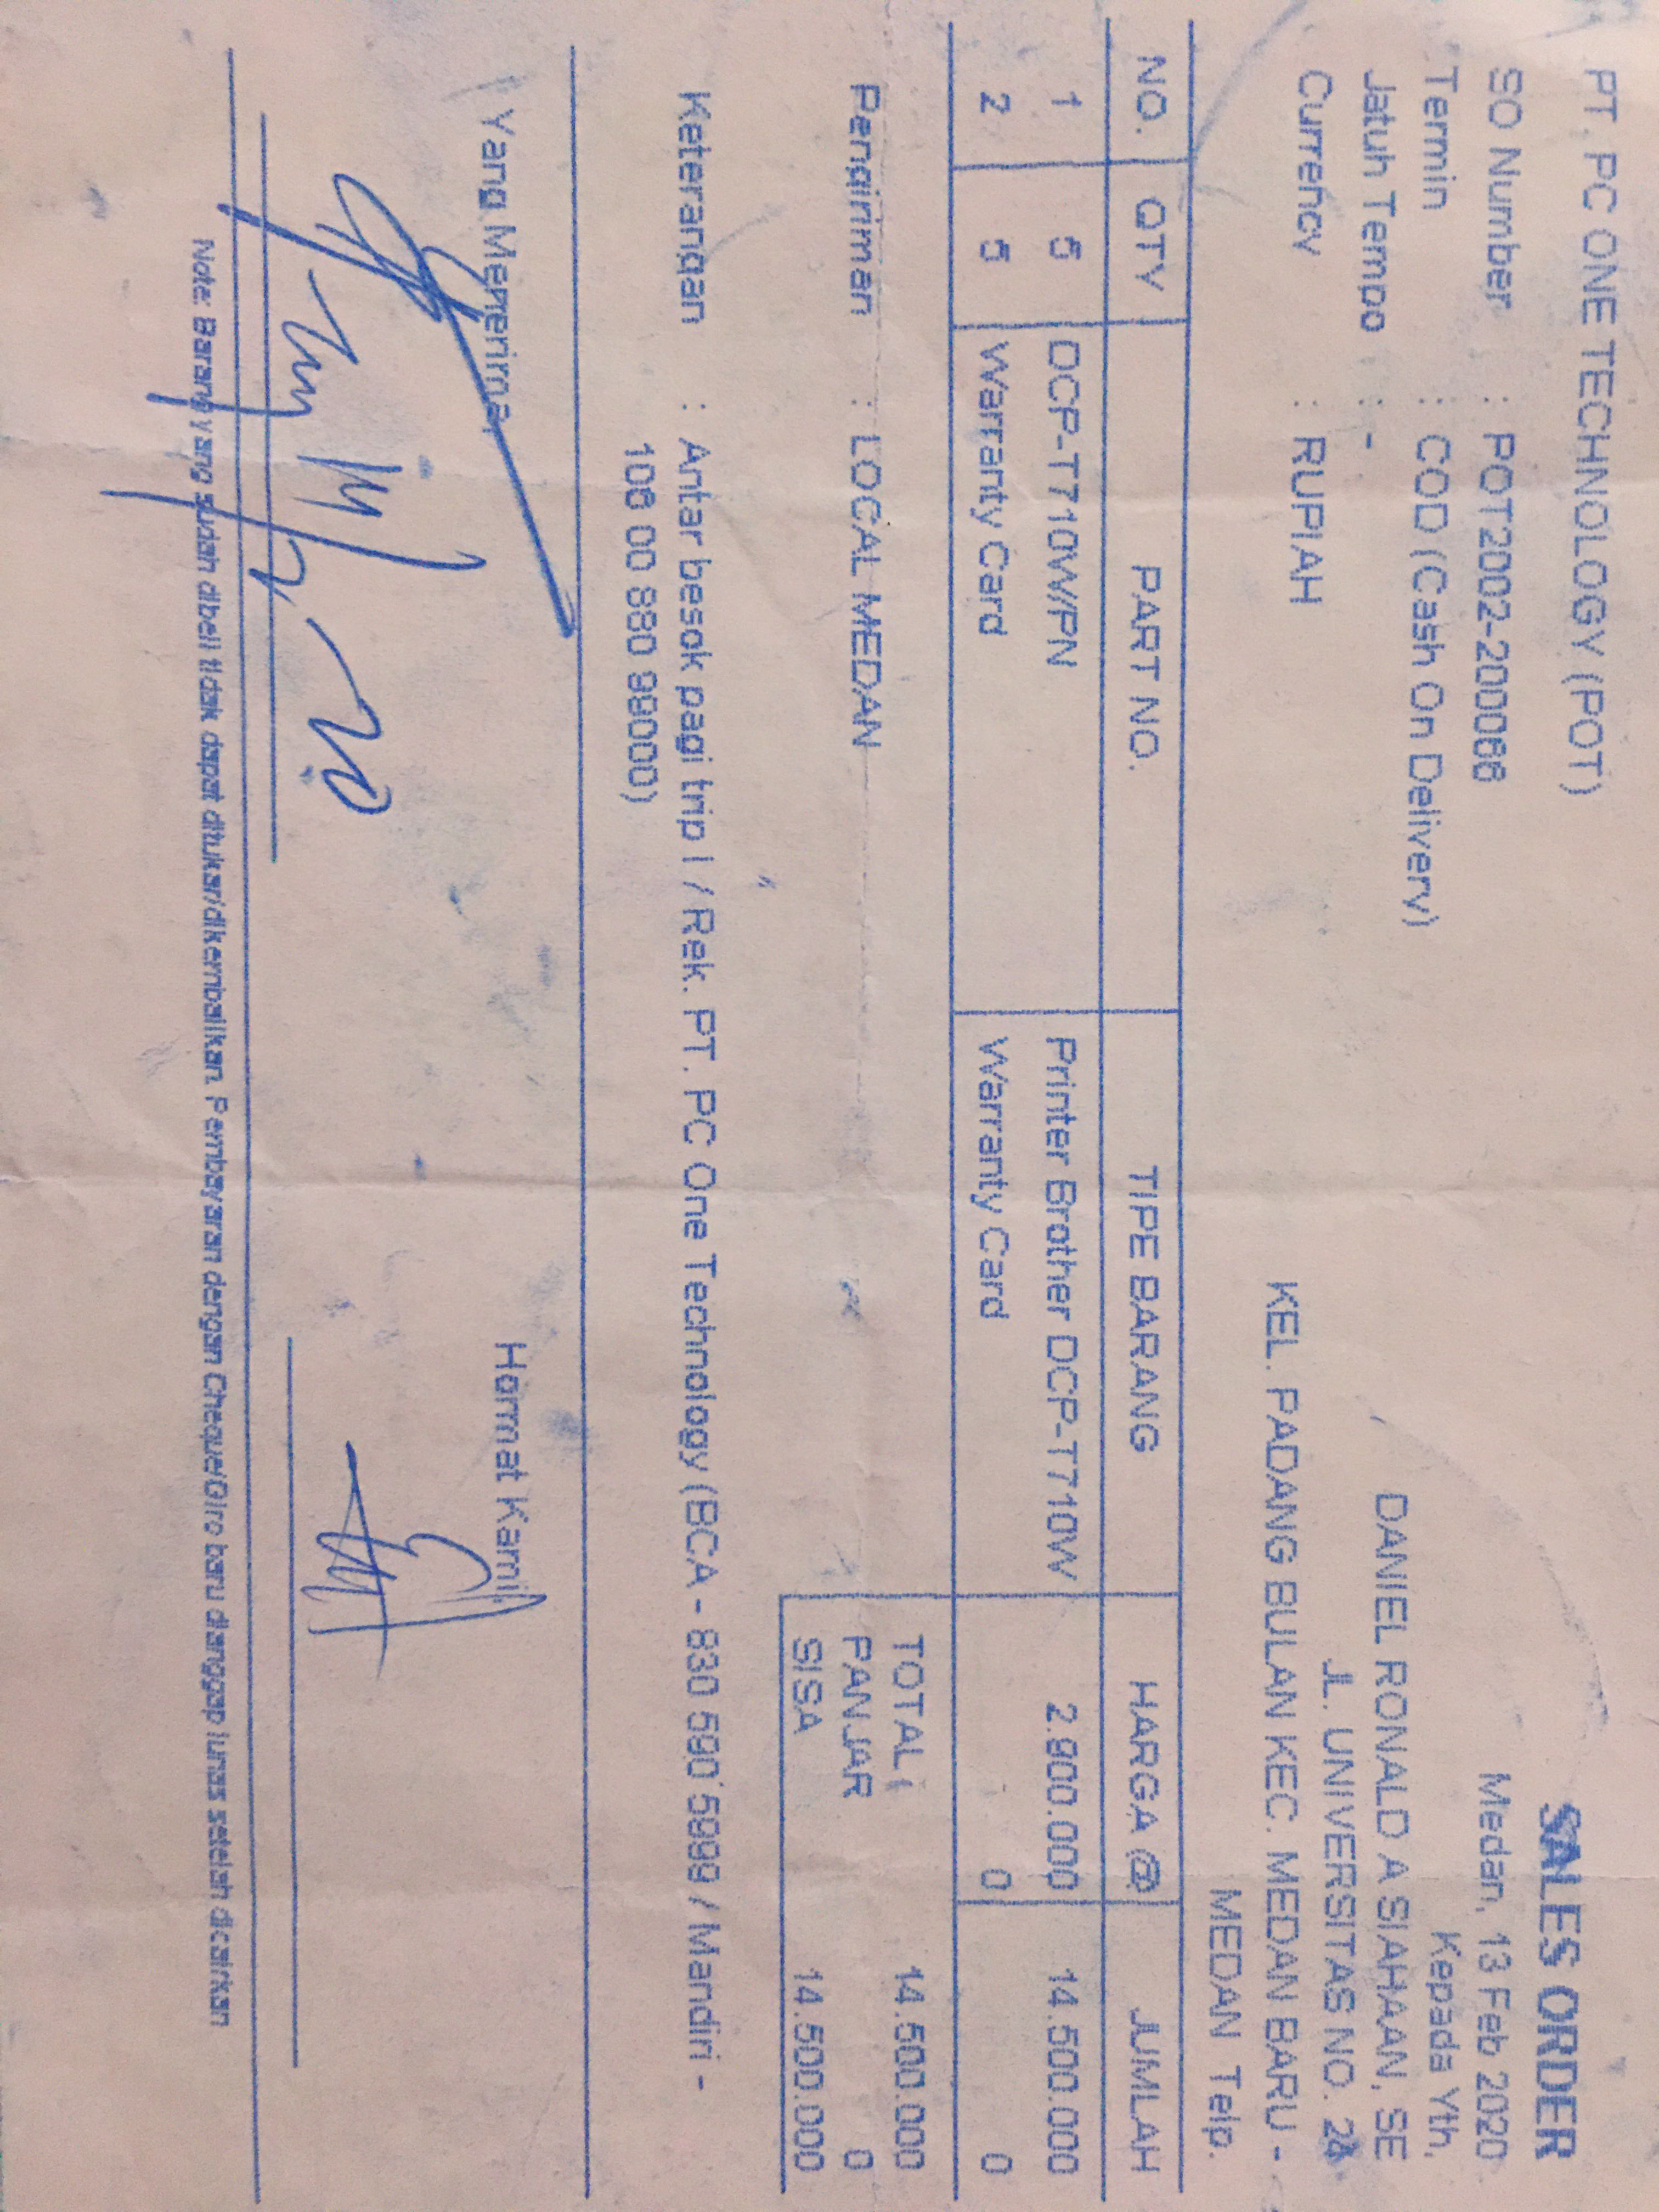 PT. PC ONE TECHNOLOGY (POT)
SALES ORDER
SO Number : POT2002-200066
Medan, 13 Feb 2020
Termin : COD (Cash On Delivery)
Kepada Yth,
Jatuh Tempo : -
DANIEL RONALD A SIAHAAN, SE
Currency : RUPIAH
JL. UNIVERSITAS NO.
KEL. PADANG BULAN KEC. MEDAN BARU -
MEDAN Telp.
NO. QTY PART NO. TIPE BARANG HARGA @ JUMLAH
1 5 DCP-T710W/PN Printer Brother DCP-T710W 2.900.000 14.500.000
2 5 Warranty Card Warranty Card 0 0
TOTAL 14.500.000
Pengiriman : LOCAL MEDAN
PANJAR 0
SISA 14.500.000
Keterangan : Antar besok pagi trip I / Rek. PT. PC One Technology (BCA - 830 590 5999 / Mandiri -
106 00 880 99000)
Yang Menerima, Hormat Kami,
Note: Barang yang sudah dibeli tidak dapat ditukar/dikembalikan. Pembayaran dengan Cheque/Giro baru dianggap lunas setelah dicairkan